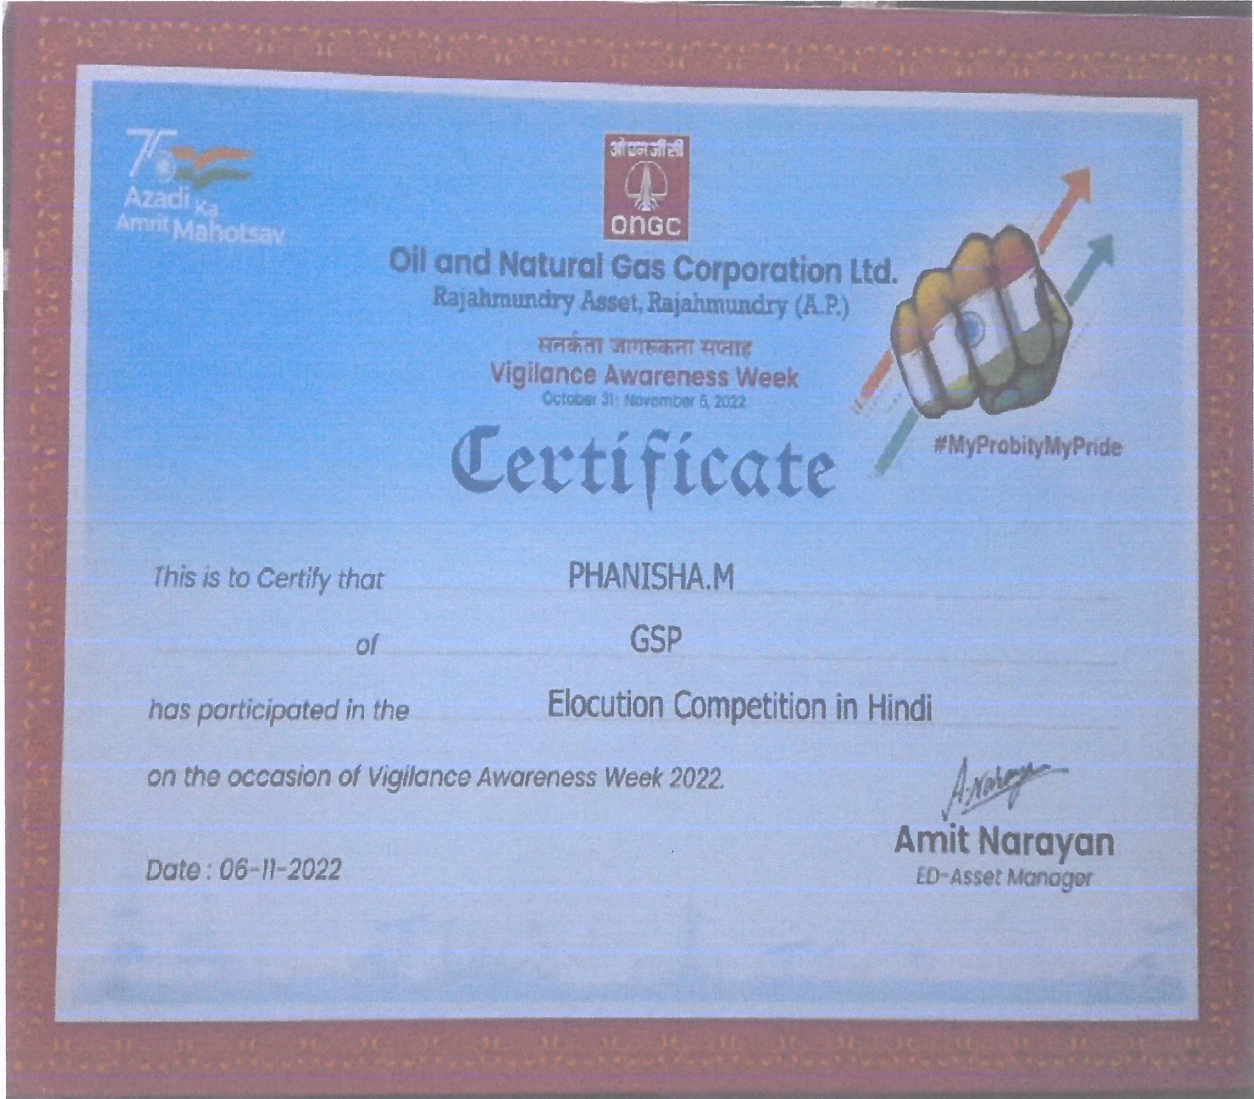 75
Azadi Ka
Amrit Mahotsav
ओएनजीसी
ONGC
Oil and Natural Gas Corporation Ltd.
Rajahmundry Asset, Rajahmundry (A.P.)
सतर्कता जागरूकता सप्ताह
Vigilance Awareness Week
October 31- November 6, 2022
#MyProbityMyPride
Certificate
This is to Certify that PHANISHA.M
of GSP
has participated in the Elocution Competition in Hindi
on the occasion of Vigilance Awareness Week 2022.
A.Narayan
Amit Narayan
ED-Asset Manager
Date : 06-11-2022